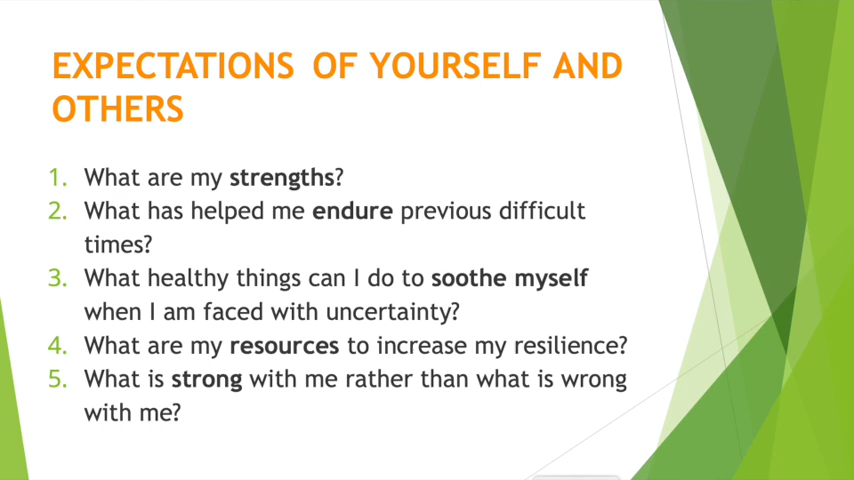 EXPECTATIONS OF YOURSELF AND
OTHERS
1. What are my strengths?
2. What has helped me endure previous difficult
times?
3. What healthy things can I do to soothe myself
when I am faced with uncertainty?
4. What are my resources to increase my resilience?
5. What is strong with me rather than what is wrong
with me?